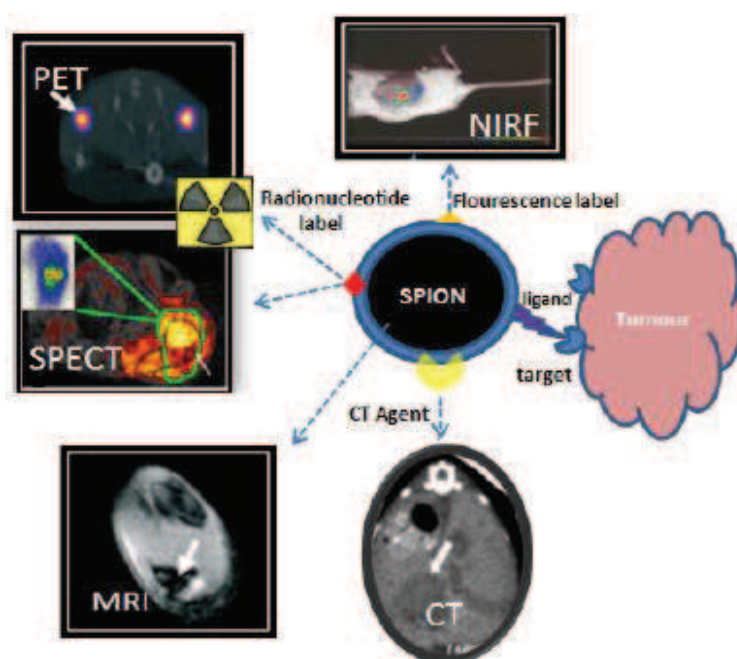 PET
NIRF
Radionucleotide
label
Flourescence label
SPECT
SPION
ligand
Tumour
target
CT Agent
MRI
CT